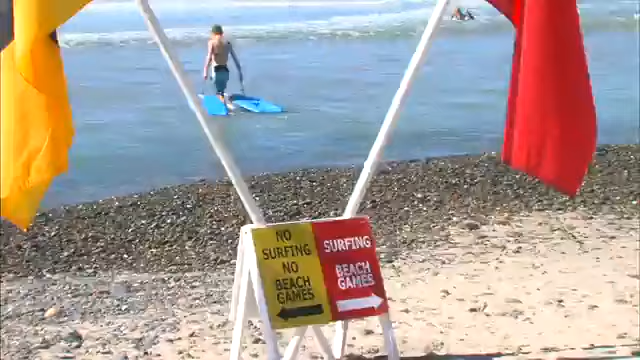 NO
SURFING
NO
BEACH
GAMES
SURFING
BEACH
GAMES